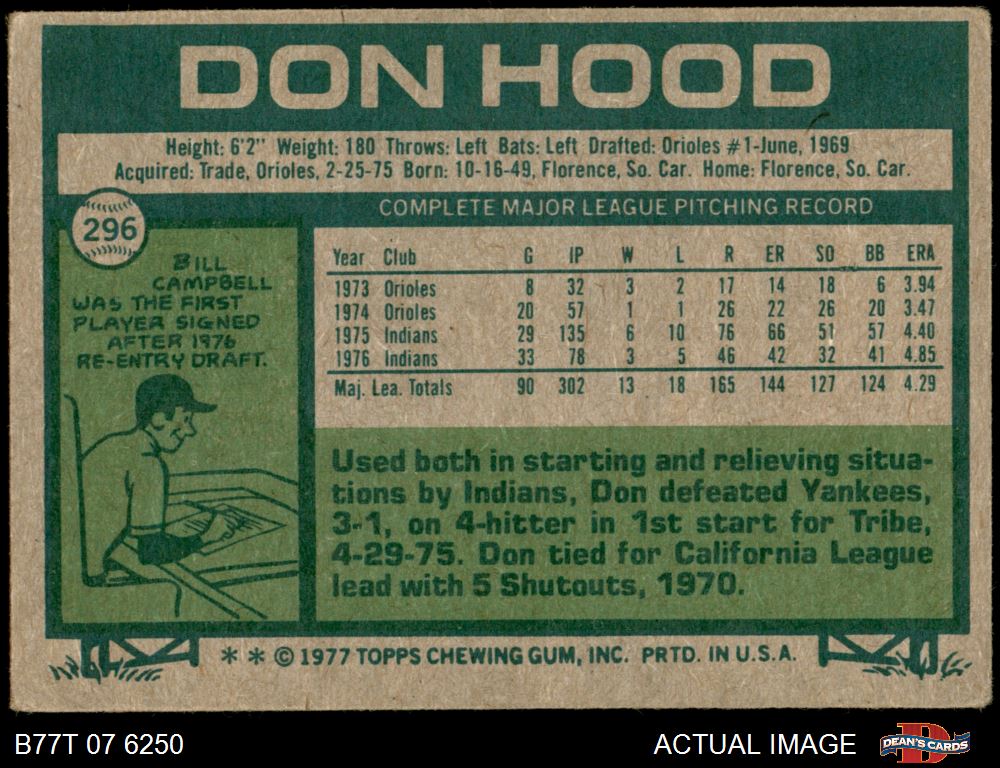 DON HOOD
Height: 6'2" Weight: 180 Throws: Left Bats: Left Drafted: Orioles #1-June, 1969
Acquired: Trade, Orioles, 2-25-75 Born: 10-16-49, Florence, So. Car. Home: Florence, So. Car.
296
BILL
CAMPBELL
WAS THE FIRST
PLAYER SIGNED
AFTER 1976
RE-ENTRY DRAFT.
COMPLETE MAJOR LEAGUE PITCHING RECORD
Year Club G IP W L R ER SO BB ERA
1973 Orioles 8 32 3 2 17 14 18 6 3.94
1974 Orioles 20 57 1 1 26 22 26 20 3.47
1975 Indians 29 135 6 10 76 66 51 57 4.40
1976 Indians 33 78 3 5 46 42 32 41 4.85
Maj. Lea. Totals 90 302 13 18 165 144 127 124 4.29
Used both in starting and relieving situa-
tions by Indians, Don defeated Yankees,
3-1, on 4-hitter in 1st start for Tribe,
4-29-75. Don tied for California League
lead with 5 Shutouts, 1970.
* * © 1977 TOPPS CHEWING GUM, INC. PRTD. IN U.S.A.
B77T 07 6250
ACTUAL IMAGE
B
DEAN'S CARDS